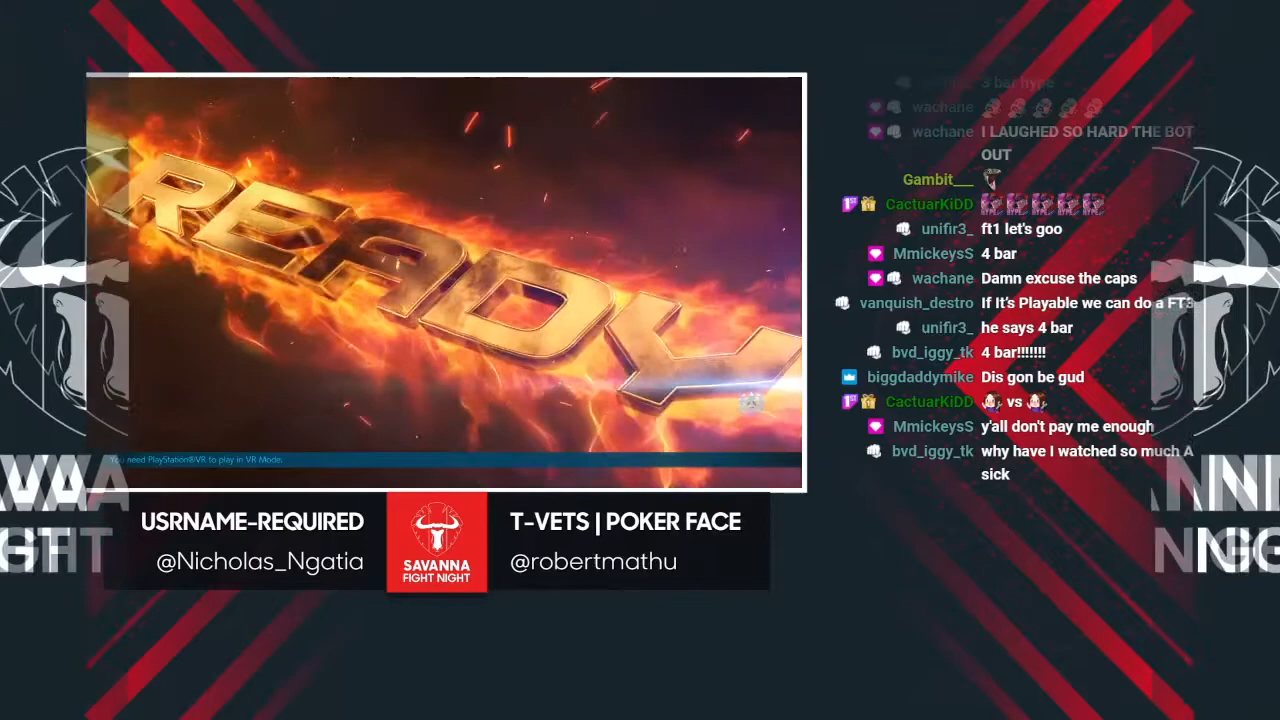 3 bar hype
wachane
wachane I LAUGHED SO HARD THE BOT
OUT
Gambit___
CactuarKiDD
unifir3_ ft1 let's goo
MmickeysS 4 bar
wachane Damn excuse the caps
vanquish_destro If It's Playable we can do a FT3
unifir3_ he says 4 bar
bvd_iggy_tk 4 bar!!!!!!!
biggdaddymike Dis gon be gud
CactuarKiDD vs
MmickeysS y'all don't pay me enough
bvd_iggy_tk why have I watched so much A
sick
READY
You need PlayStation®VR to play in VR Mode.
USRNAME-REQUIRED
@Nicholas_Ngatia
SAVANNA
FIGHT NIGHT
T-VETS | POKER FACE
@robertmathu